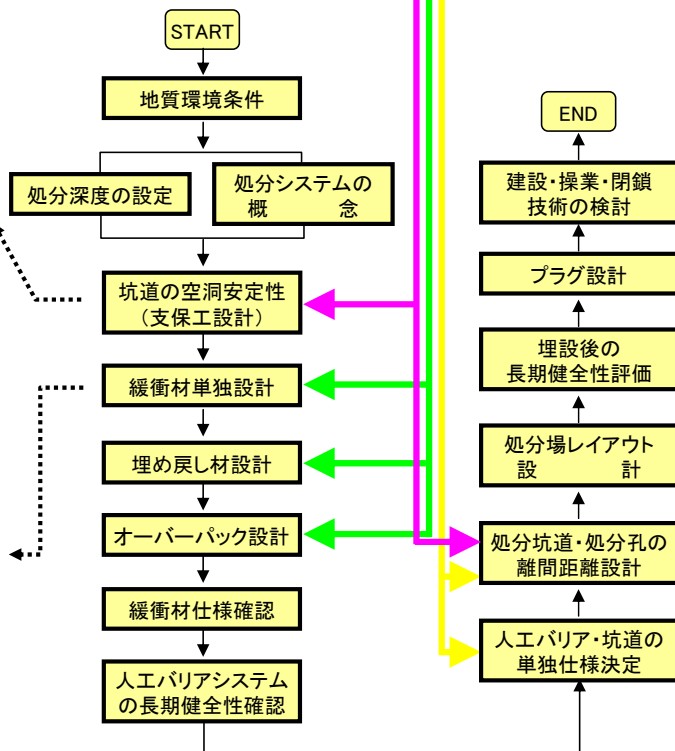 START
地質環境条件
処分深度の設定
処分システムの
概　　　念
坑道の空洞安定性
（支保工設計）
緩衝材単独設計
埋め戻し材設計
オーバーパック設計
緩衝材仕様確認
人工バリアシステム
の長期健全性確認
END
建設・操業・閉鎖
技術の検討
プラグ設計
埋設後の
長期健全性評価
処分場レイアウト
設　　　計
処分坑道・処分孔の
離間距離設計
人工バリア・坑道の
単独仕様決定